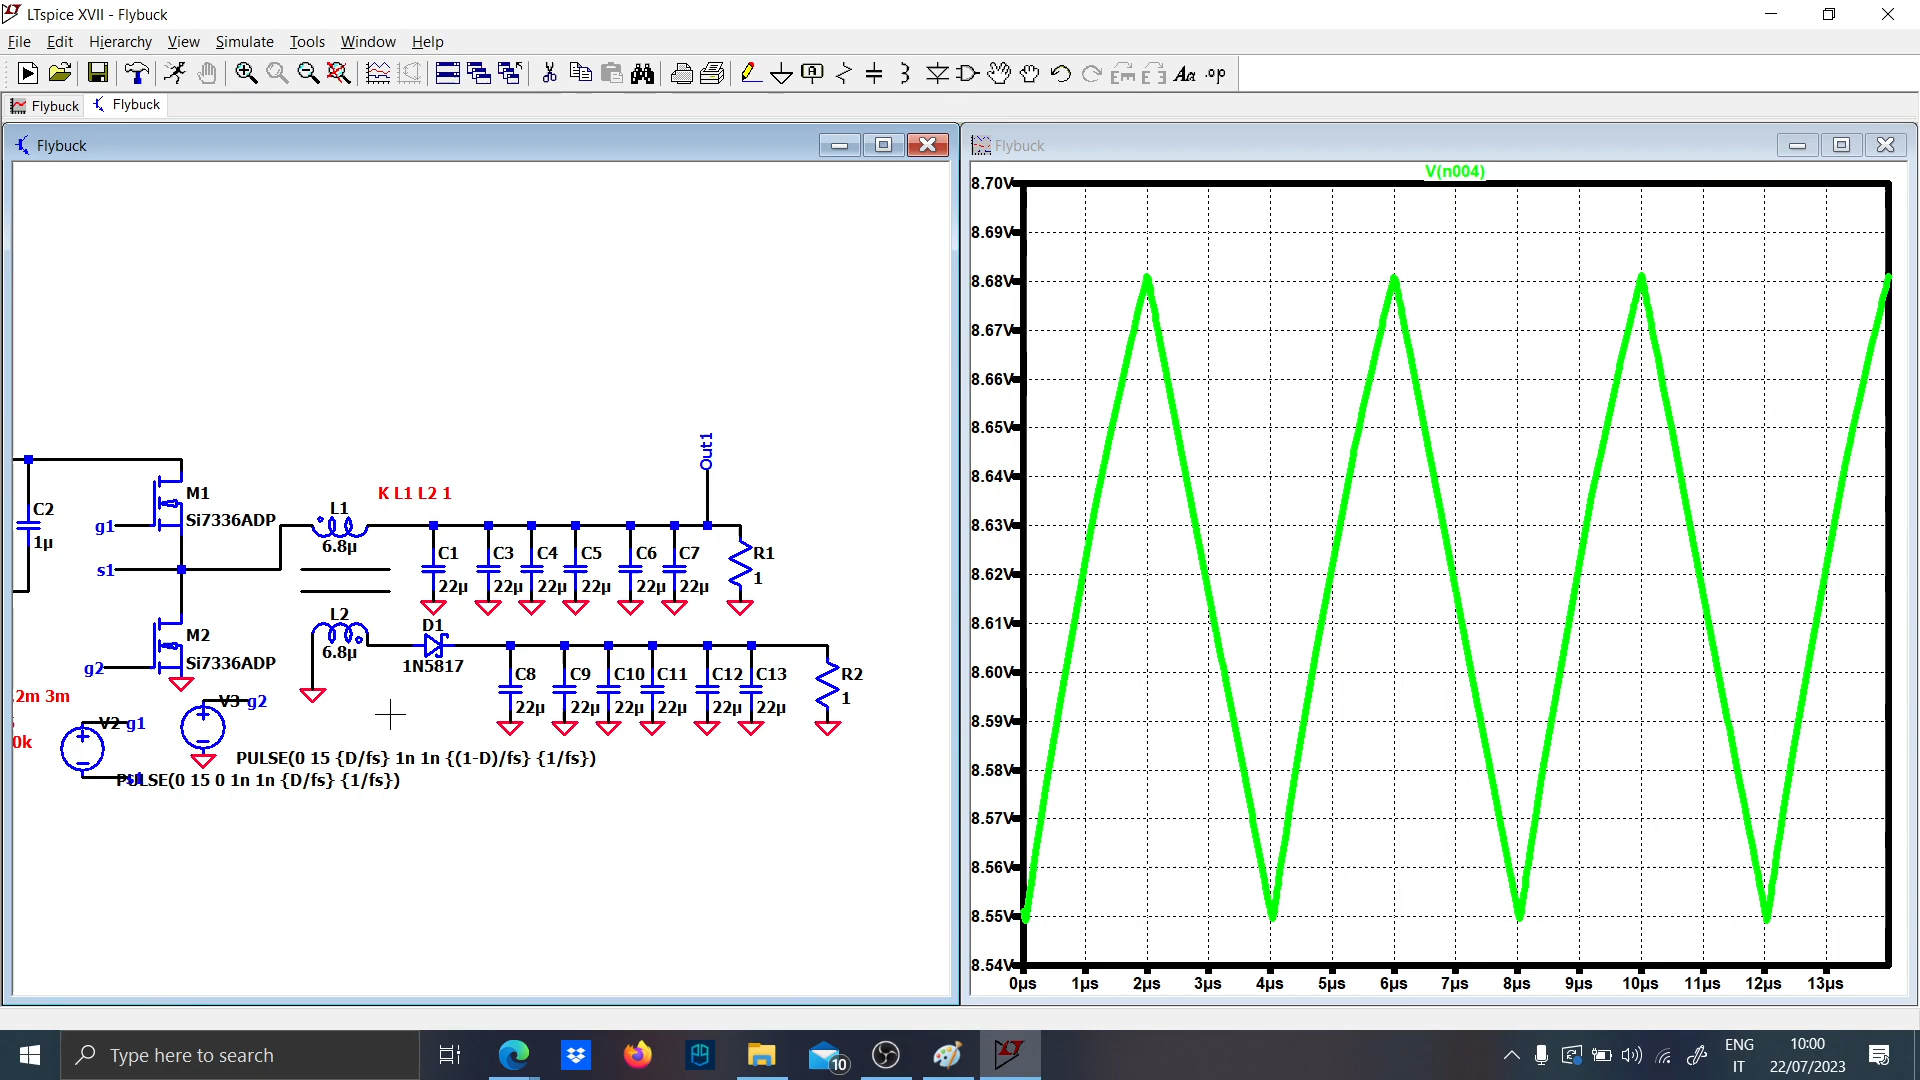 LTspice XVII - Flybuck
File Edit Hierarchy View Simulate Tools Window Help
Flybuck Flybuck
Flybuck
Out1
C2
1µ
M1
Si7336ADP
g1
s1
K L1 L2 1
L1
6.8µ
C1 C3 C4 C5 C6 C7 R1
22µ 22µ 22µ 22µ 22µ 22µ 1
L2
6.8µ
D1
1N5817
M2
Si7336ADP
g2
C8 C9 C10 C11 C12 C13 R2
22µ 22µ 22µ 22µ 22µ 22µ 1
.2m 3m
0k
V2 g1
V3 g2
PULSE(0 15 {D/fs} 1n 1n {(1-D)/fs} {1/fs})
PULSE(0 15 0 1n 1n {D/fs} {1/fs})
Flybuck
V(n004)
8.70V
8.69V
8.68V
8.67V
8.66V
8.65V
8.64V
8.63V
8.62V
8.61V
8.60V
8.59V
8.58V
8.57V
8.56V
8.55V
8.54V
0µs 1µs 2µs 3µs 4µs 5µs 6µs 7µs 8µs 9µs 10µs 11µs 12µs 13µs
Type here to search
10
ENG
IT
10:00
22/07/2023